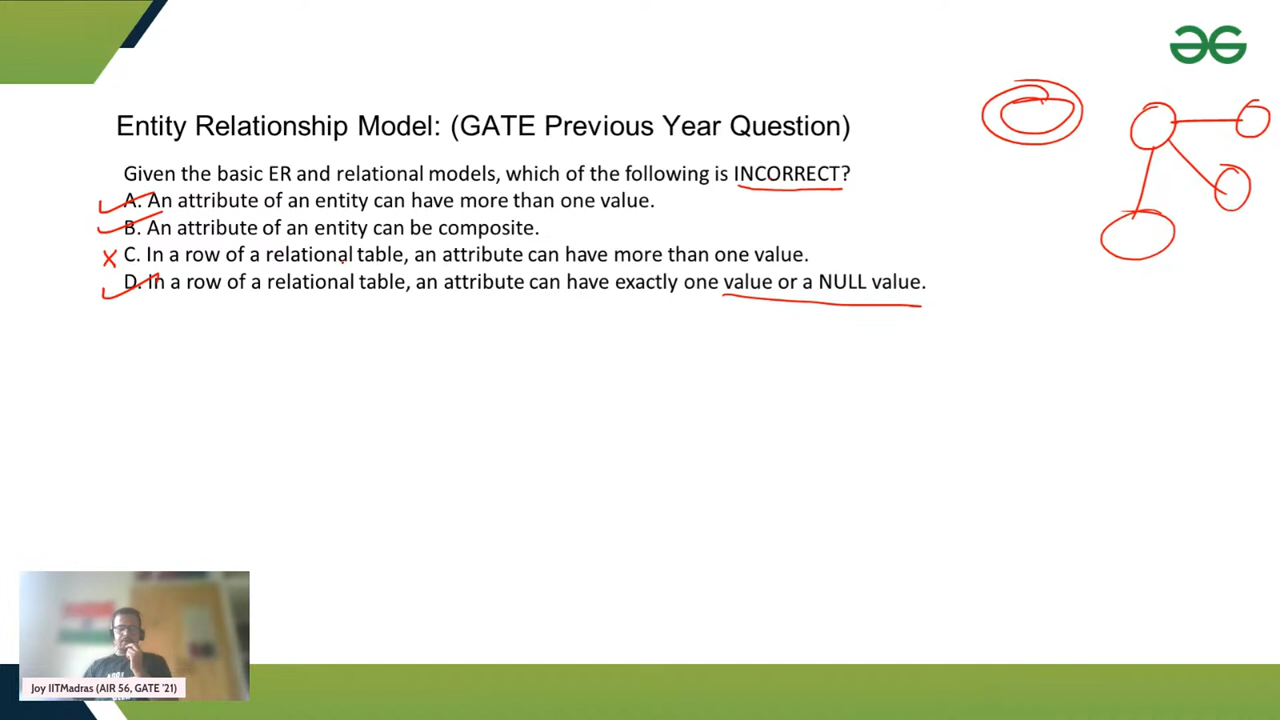 Entity Relationship Model: (GATE Previous Year Question)
Given the basic ER and relational models, which of the following is INCORRECT?
A. An attribute of an entity can have more than one value.
B. An attribute of an entity can be composite.
C. In a row of a relational table, an attribute can have more than one value.
D. In a row of a relational table, an attribute can have exactly one value or a NULL value.
Joy IITMadras (AIR 56, GATE '21)